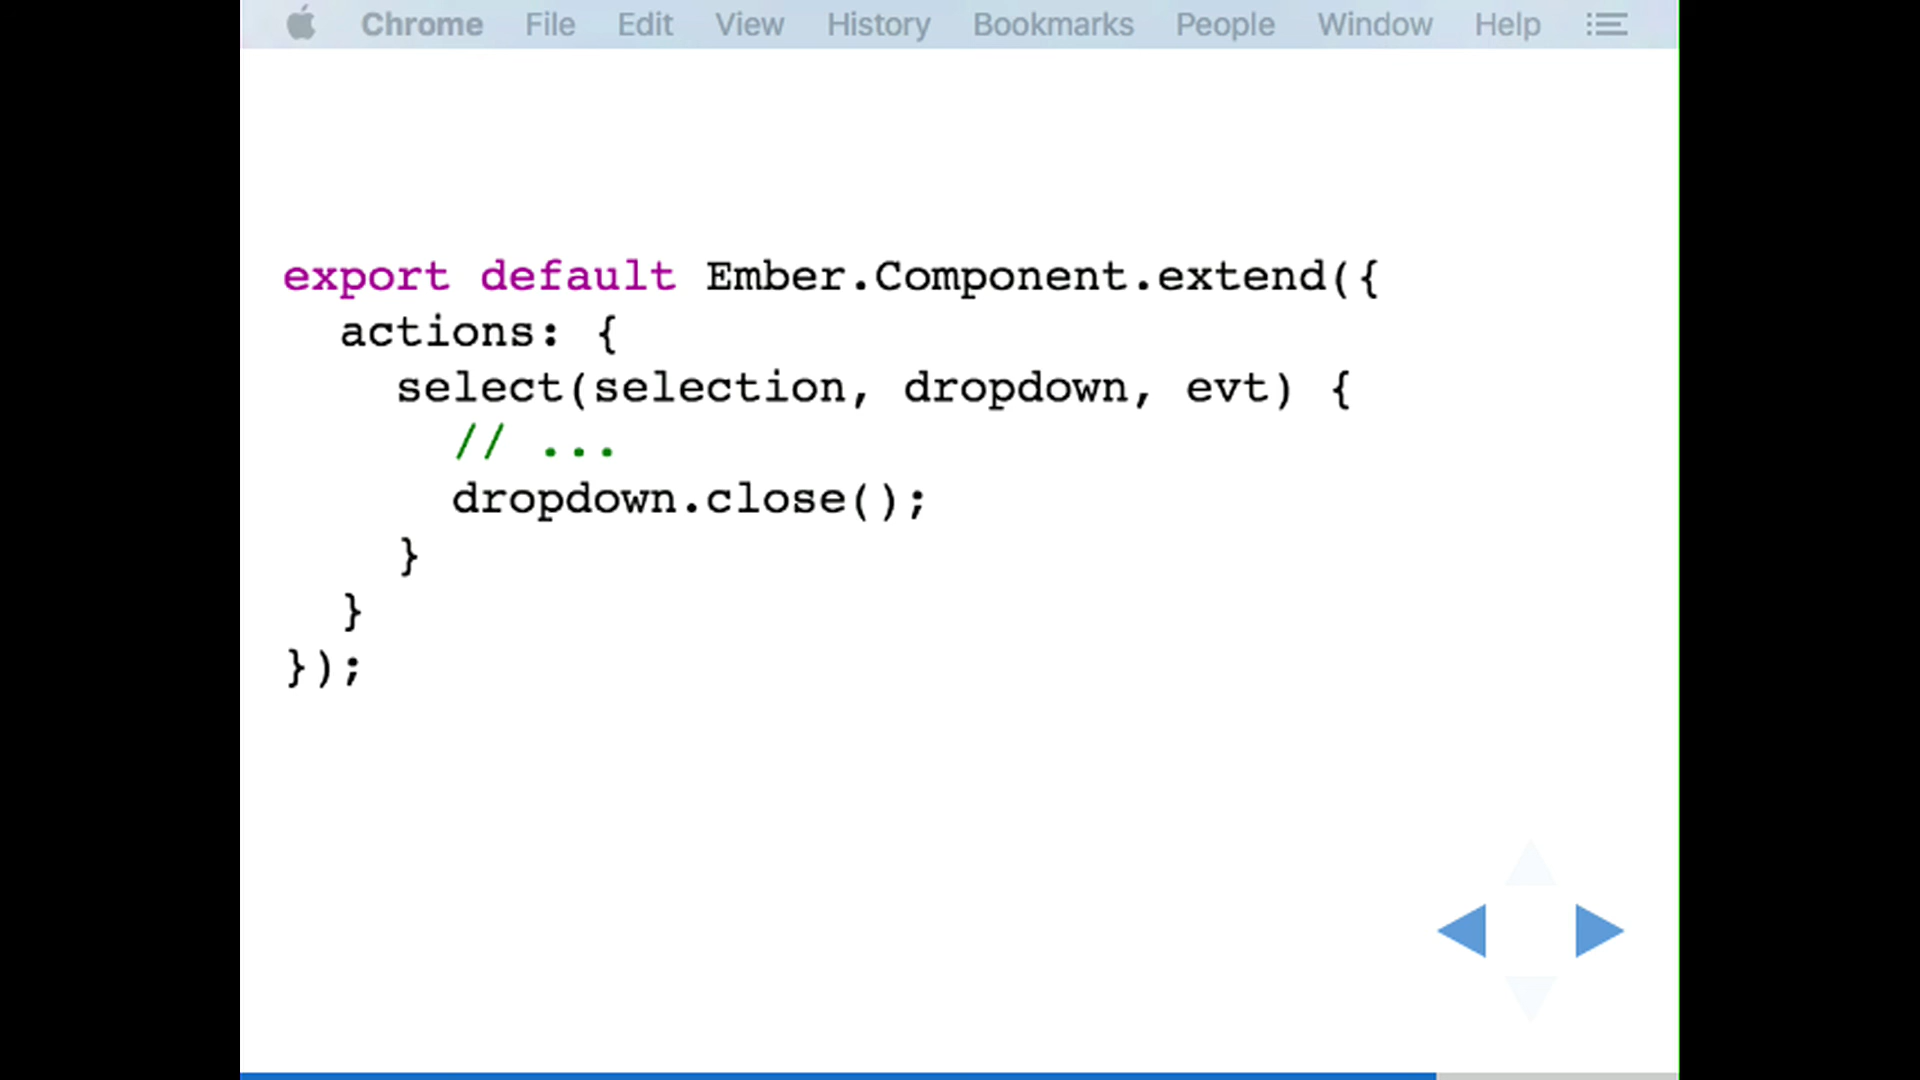 Chrome File Edit View History Bookmarks People Window Help
export default Ember.Component.extend({
  actions: {
    select(selection, dropdown, evt) {
      // ...
      dropdown.close();
    }
  }
});